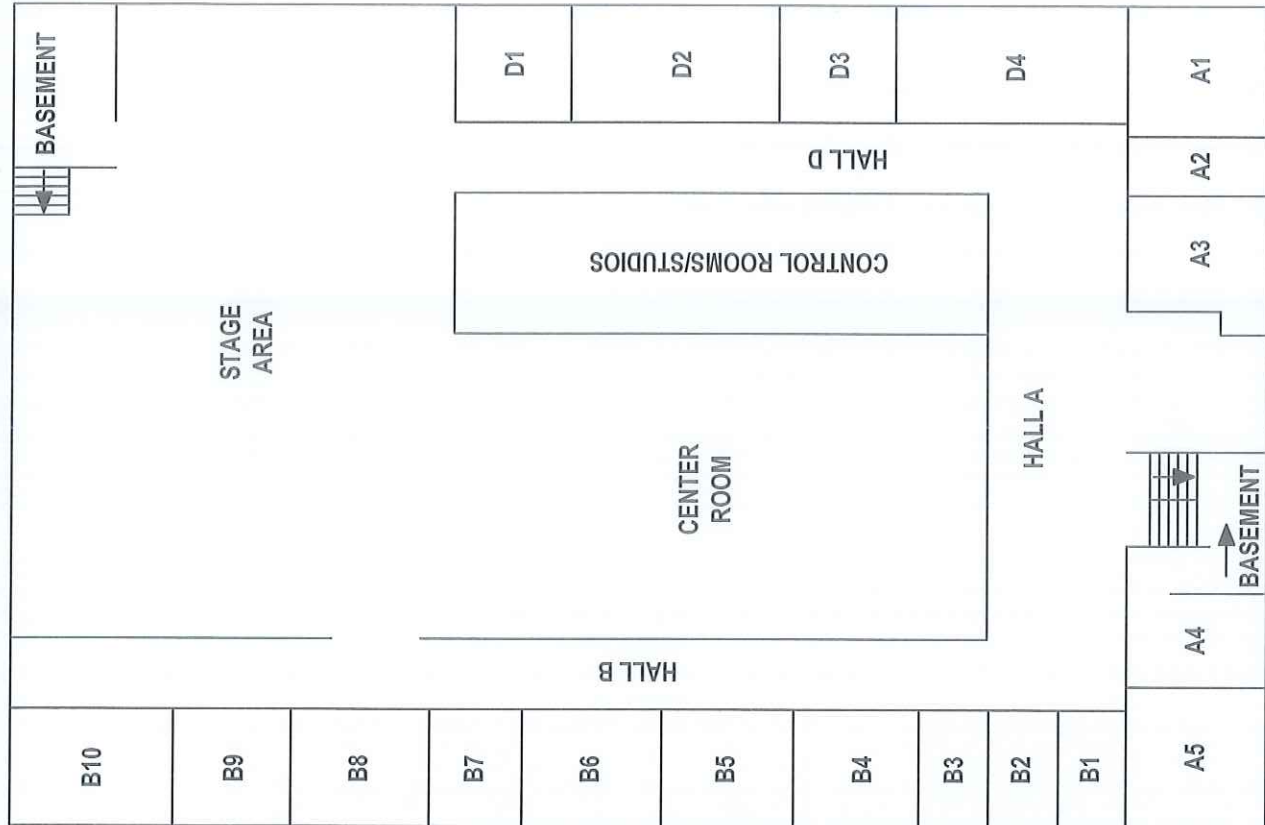 BASEMENT
D1
D2
D3
D4
A1
HALL D
A2
CONTROL ROOMS/STUDIOS
A3
STAGE
AREA
CENTER
ROOM
HALL A
BASEMENT
HALL B
A4
B10
B9
B8
B7
B6
B5
B4
B3
B2
B1
A5